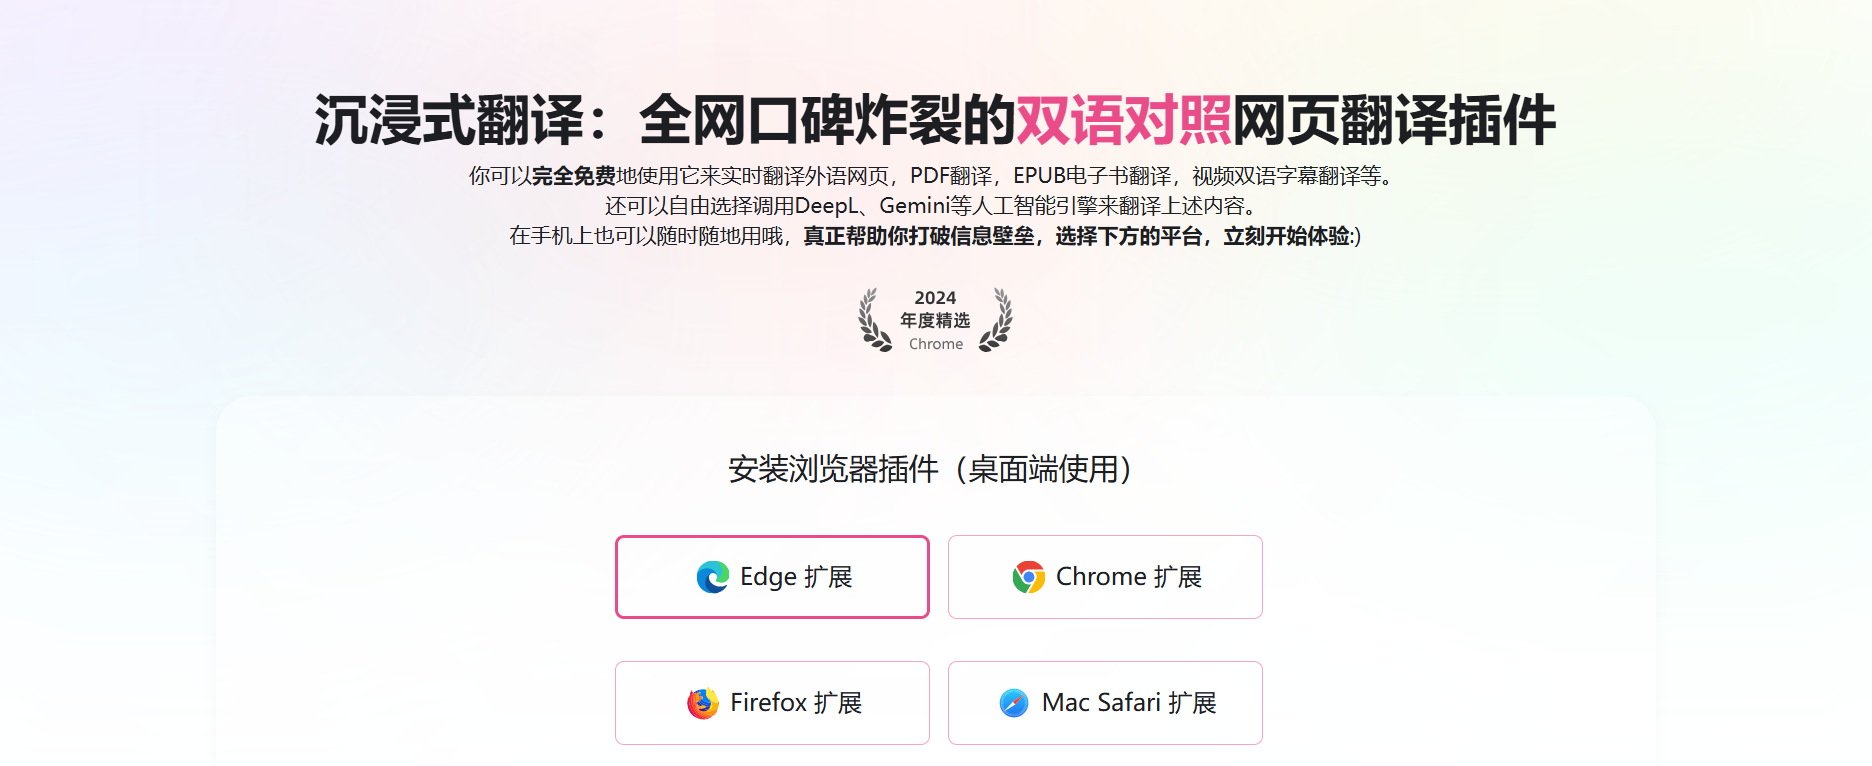 沉浸式翻译：全网口碑炸裂的双语对照网页翻译插件
你可以完全免费地使用它来实时翻译外语网页，PDF翻译，EPUB电子书翻译，视频双语字幕翻译等。
还可以自由选择调用DeepL、Gemini等人工智能引擎来翻译上述内容。
在手机上也可以随时随地用哦，真正帮助你打破信息壁垒，选择下方的平台，立刻开始体验:)
2024
年度精选
Chrome
安装浏览器插件（桌面端使用）
Edge 扩展
Chrome 扩展
Firefox 扩展
Mac Safari 扩展